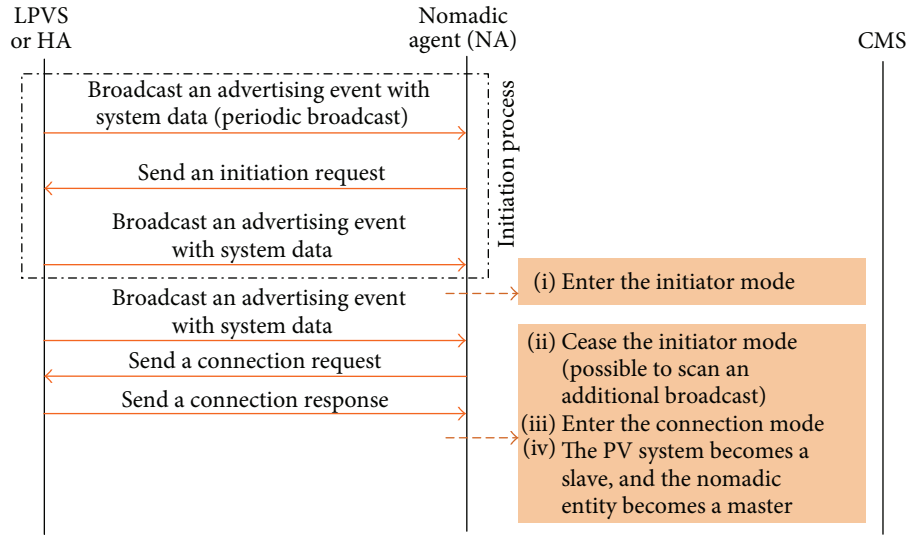 LPVS
or HA
Nomadic
agent (NA)
CMS
Broadcast an advertising event with
system data (periodic broadcast)
Send an initiation request
Broadcast an advertising event
with system data
Initiation process
(i) Enter the initiator mode
Broadcast an advertising event
with system data
Send a connection request
Send a connection response
(ii) Cease the initiator mode
(possible to scan an
additional broadcast)
(iii) Enter the connection mode
(iv) The PV system becomes a
slave, and the nomadic
entity becomes a master